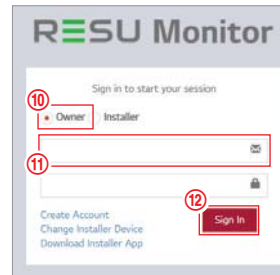 RESU Monitor
Sign in to start your session
⑩
Owner Installer
⑪
⑫
Create Account Sign In
Change Installer Device
Download Installer App